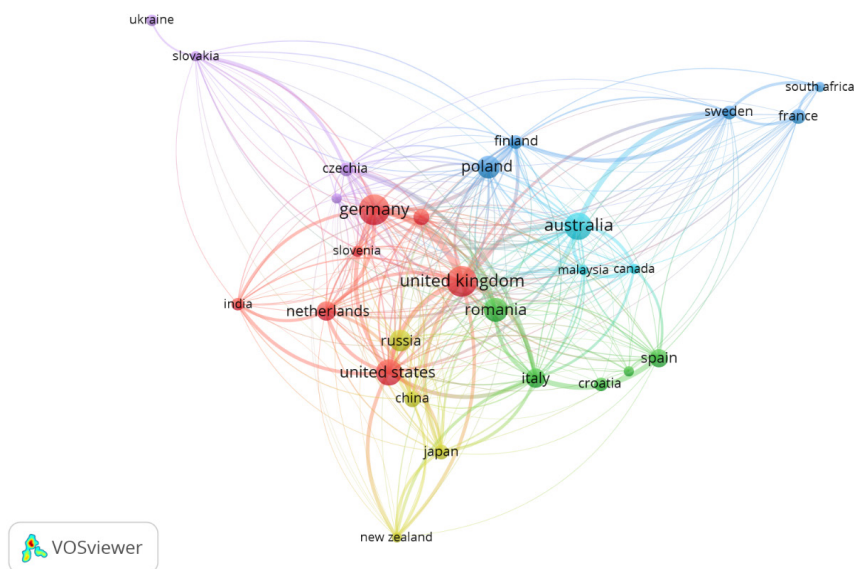 ukraine
slovakia
south africa
sweden
france
finland
czechia
poland
germany
australia
slovenia
malaysia
canada
united kingdom
india
netherlands
romania
russia
spain
united states
italy
croatia
china
japan
new zealand
VOSviewer